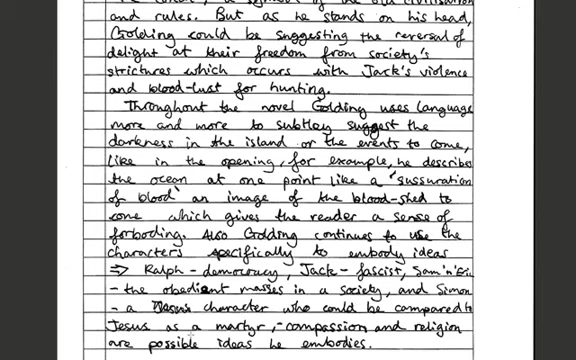 a symbol of the old civilisation
and rules. But as he stands on his head,
Golding could be suggesting the reversal of
delight at their freedom from society's
strictures which occurs with Jack's violence
and blood-lust for hunting.
Throughout the novel Golding uses language
more and more to subtley suggest the
darkness in the island or the events to come,
like in the opening, for example, he describes
the ocean at one point like a 'sussuration
of blood' an image of the blood-shed to
come which gives the reader a sense of
forboding. Also Golding continues to use the
characters specifically to embody ideas
⇒ Ralph - democracy, Jack - fascist, Sam 'n' Eric
- the obedient masses in a society, and Simon
- a Jesus character who could be compared to
Jesus as a martyr, - compassion and religion
are possible ideas he embodies.